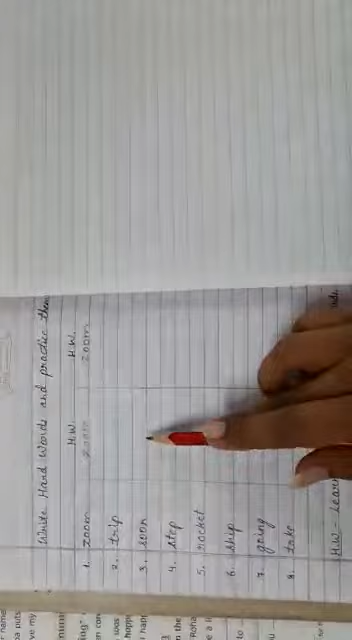 Write Hard Words and practice them
H.W. H.W.
1. zoom zoom zoom
2. trip
3. soon
4. step
5. rocket
6. ship
7. going
8. take
H.W - Learn